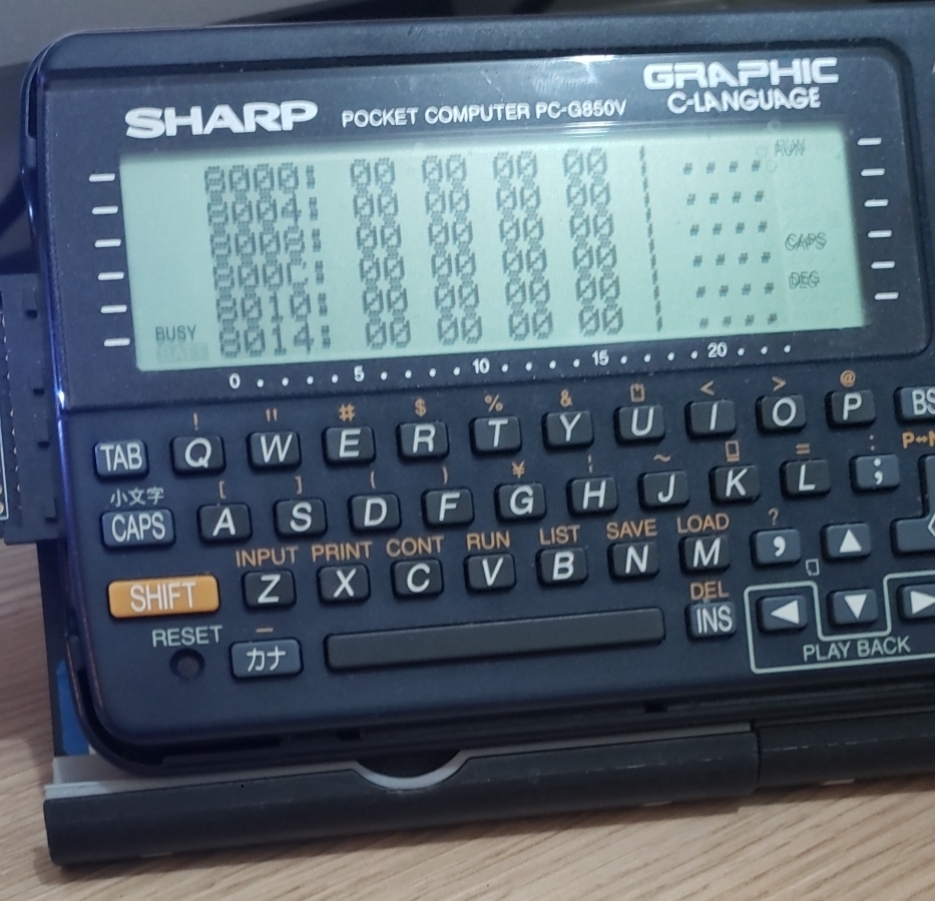 GRAPHIC
SHARP POCKET COMPUTER PC-G850V C-LANGUAGE
8000: 00 00 00 00 ¦ .... RUN
8004: 00 00 00 00 ¦ ....
8008: 00 00 00 00 ¦ .... CAPS
800C: 00 00 00 00 ¦ ....
8010: 00 00 00 00 ¦ .... DEG
BUSY 8014: 00 00 00 00 ¦ ....
BATT
0 . . . . 5 . . . . 10 . . . . 15 . . . . 20 . . .
! " # $ % & < > @
TAB Q W E R T Y U I O P BS
小文字 [ ] ( ) ¥ ¦ ~ = :
CAPS A S D F G H J K L ;
INPUT PRINT CONT RUN LIST SAVE LOAD ?
SHIFT Z X C V B N M , ▲
RESET DEL
カナ INS ◀ ▼ ▶
PLAY BACK